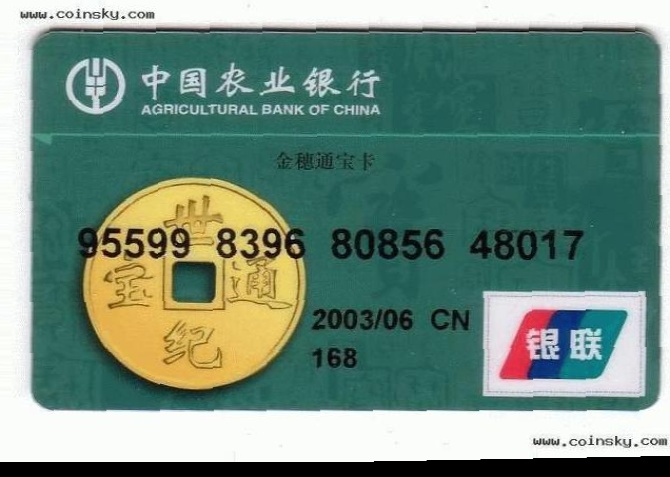 www.coinsky.com
中国农业银行
AGRICULTURAL BANK OF CHINA
金穗通宝卡
世
95599 8396 80856 48017
宝 通
纪
2003/06 CN
168
银联
www.coinsky.com